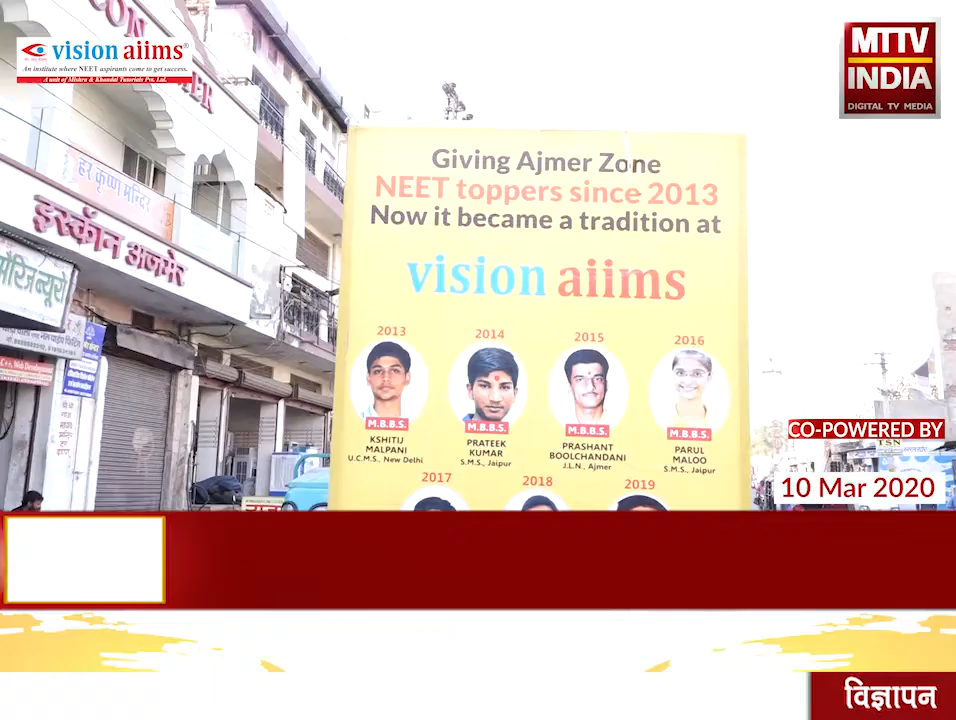 vision aiims®
An institute where NEET aspirants come to get success.
A unit of Mishra & Khandal Tutorials Pvt. Ltd.
MTTV
INDIA
DIGITAL TV MEDIA
हरे कृष्ण मन्दिर
इस्कॉन अजमेर
मैरिज ब्यूरो
Giving Ajmer Zone
NEET toppers since 2013
Now it became a tradition at
vision aiims
2013 2014 2015 2016
M.B.B.S. M.B.B.S. M.B.B.S. M.B.B.S.
KSHITIJ MALPANI
U.C.M.S., New Delhi
PRATEEK KUMAR
S.M.S., Jaipur
PRASHANT BOOLCHANDANI
J.L.N., Ajmer
PARUL MALOO
S.M.S., Jaipur
2017 2018 2019
CO-POWERED BY
TSN
10 Mar 2020
विज्ञापन